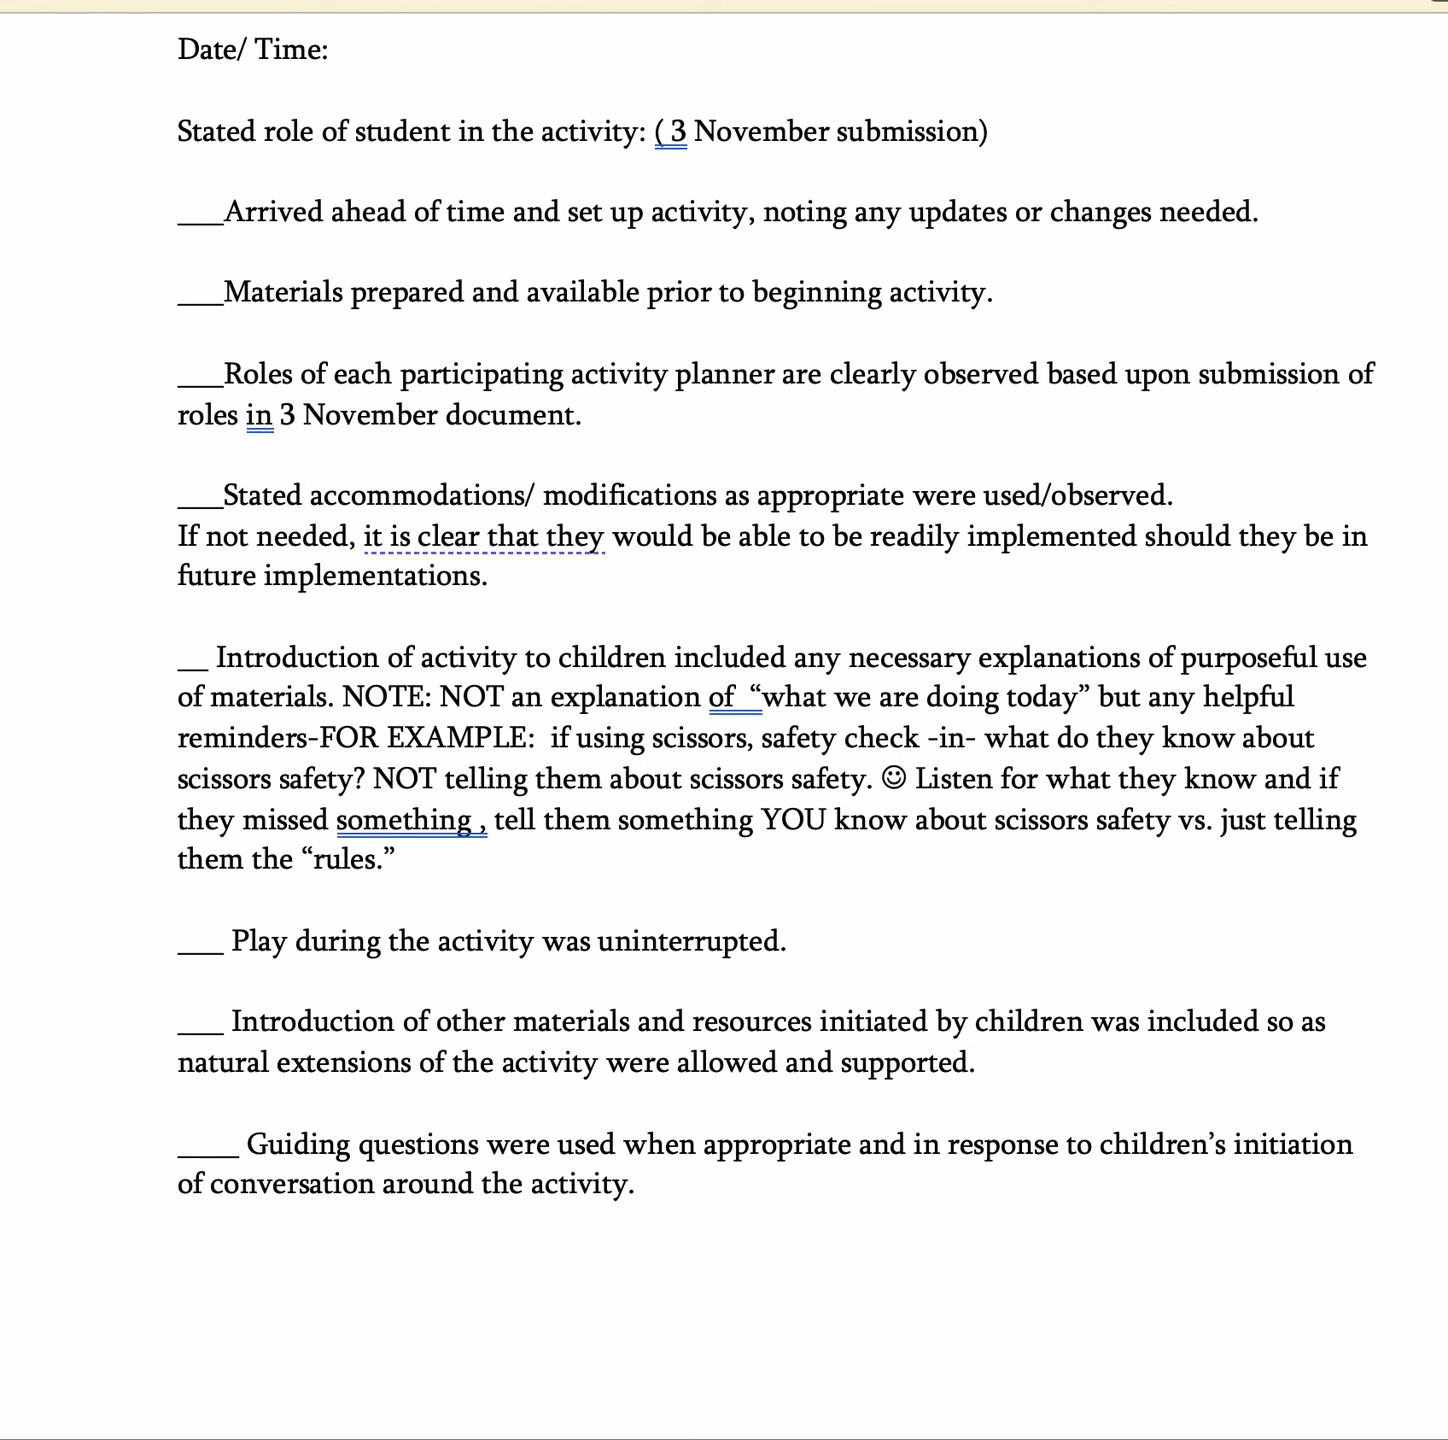 Date/ Time:
Stated role of student in the activity: ( 3 November submission)
___Arrived ahead of time and set up activity, noting any updates or changes needed.
___Materials prepared and available prior to beginning activity.
___Roles of each participating activity planner are clearly observed based upon submission of
roles in 3 November document.
___Stated accommodations/ modifications as appropriate were used/observed.
If not needed, it is clear that they would be able to be readily implemented should they be in
future implementations.
__ Introduction of activity to children included any necessary explanations of purposeful use
of materials. NOTE: NOT an explanation of  “what we are doing today” but any helpful
reminders-FOR EXAMPLE:  if using scissors, safety check -in- what do they know about
scissors safety? NOT telling them about scissors safety. ☺ Listen for what they know and if
they missed something , tell them something YOU know about scissors safety vs. just telling
them the “rules.”
___ Play during the activity was uninterrupted.
___ Introduction of other materials and resources initiated by children was included so as
natural extensions of the activity were allowed and supported.
____ Guiding questions were used when appropriate and in response to children’s initiation
of conversation around the activity.